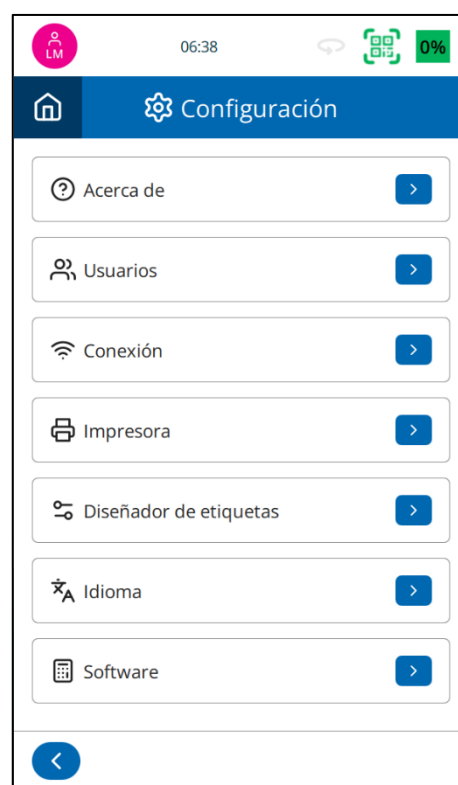 LM
06:38
0%
Configuración
Acerca de
Usuarios
Conexión
Impresora
Diseñador de etiquetas
Idioma
Software